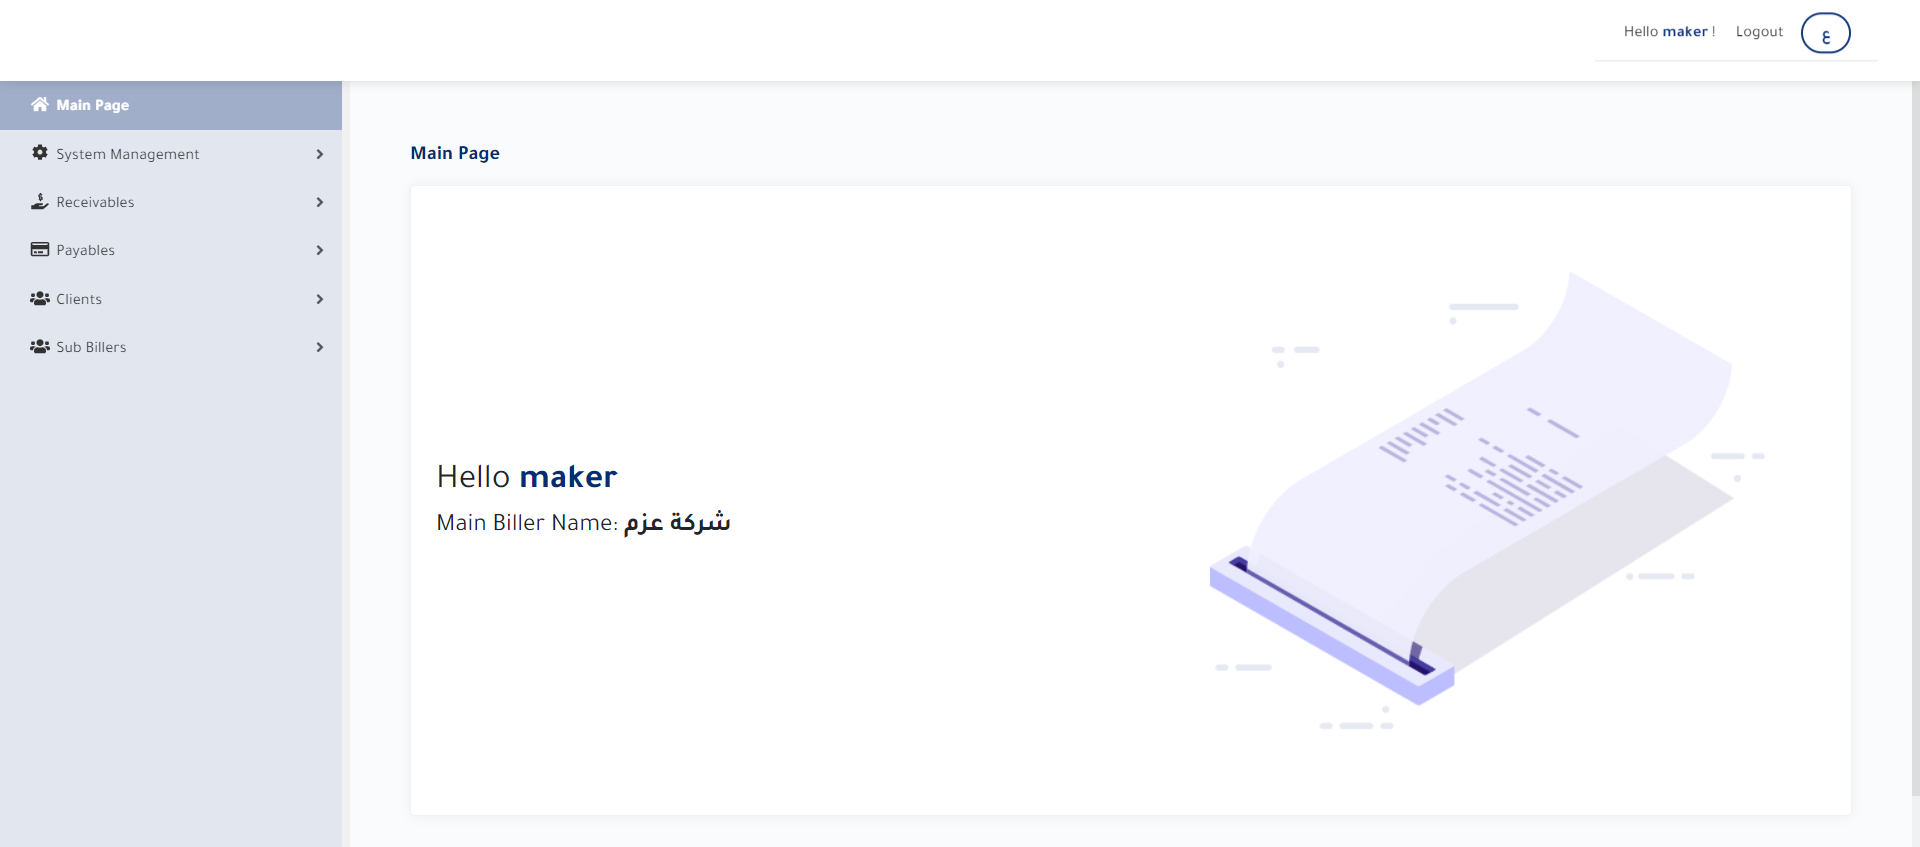 Hello maker ! Logout ع
Main Page
System Management
Receivables
Payables
Clients
Sub Billers
Main Page
Hello maker
Main Biller Name: شركة عزم